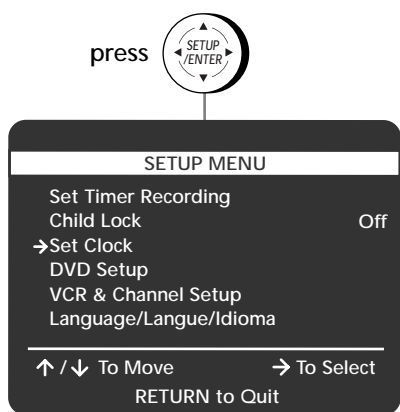 press
SETUP
/ENTER
SETUP MENU
Set Timer Recording
Child Lock Off
→Set Clock
DVD Setup
VCR & Channel Setup
Language/Langue/Idioma
↑ / ↓ To Move → To Select
RETURN to Quit